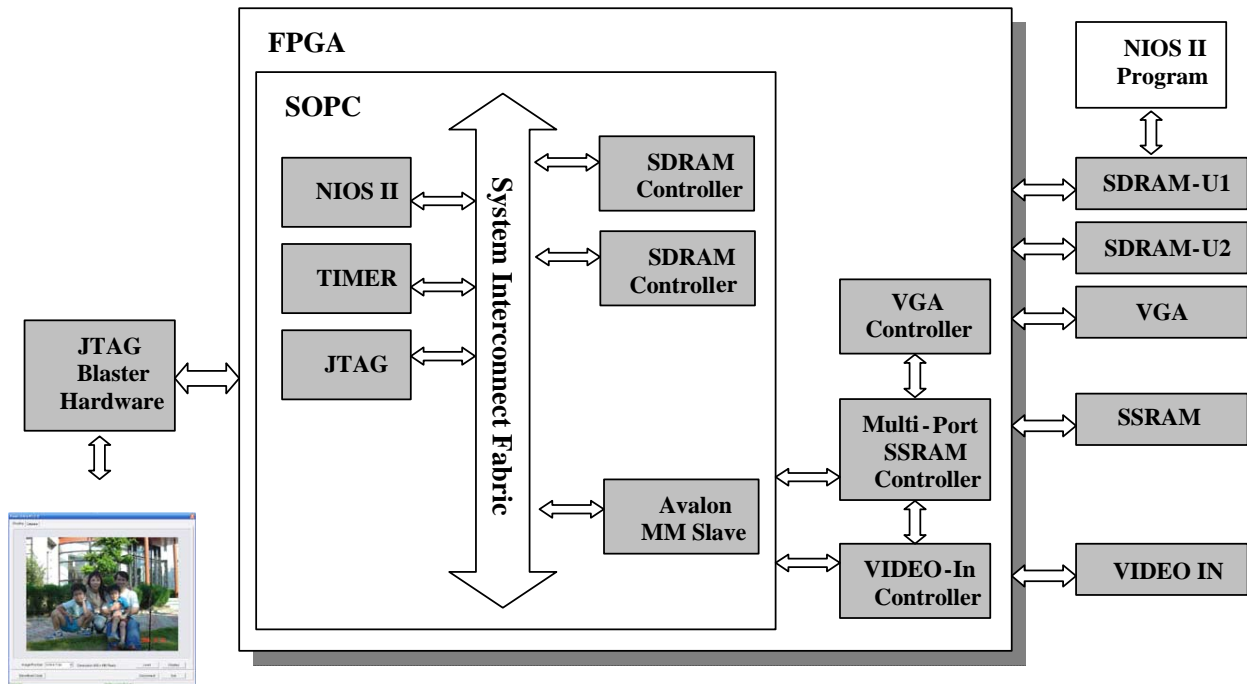 FPGA
SOPC
NIOS II
TIMER
JTAG
System Interconnect Fabric
SDRAM
Controller
SDRAM
Controller
Avalon
MM Slave
VGA
Controller
Multi-Port
SSRAM
Controller
VIDEO-In
Controller
NIOS II
Program
SDRAM-U1
SDRAM-U2
VGA
SSRAM
VIDEO IN
JTAG
Blaster
Hardware